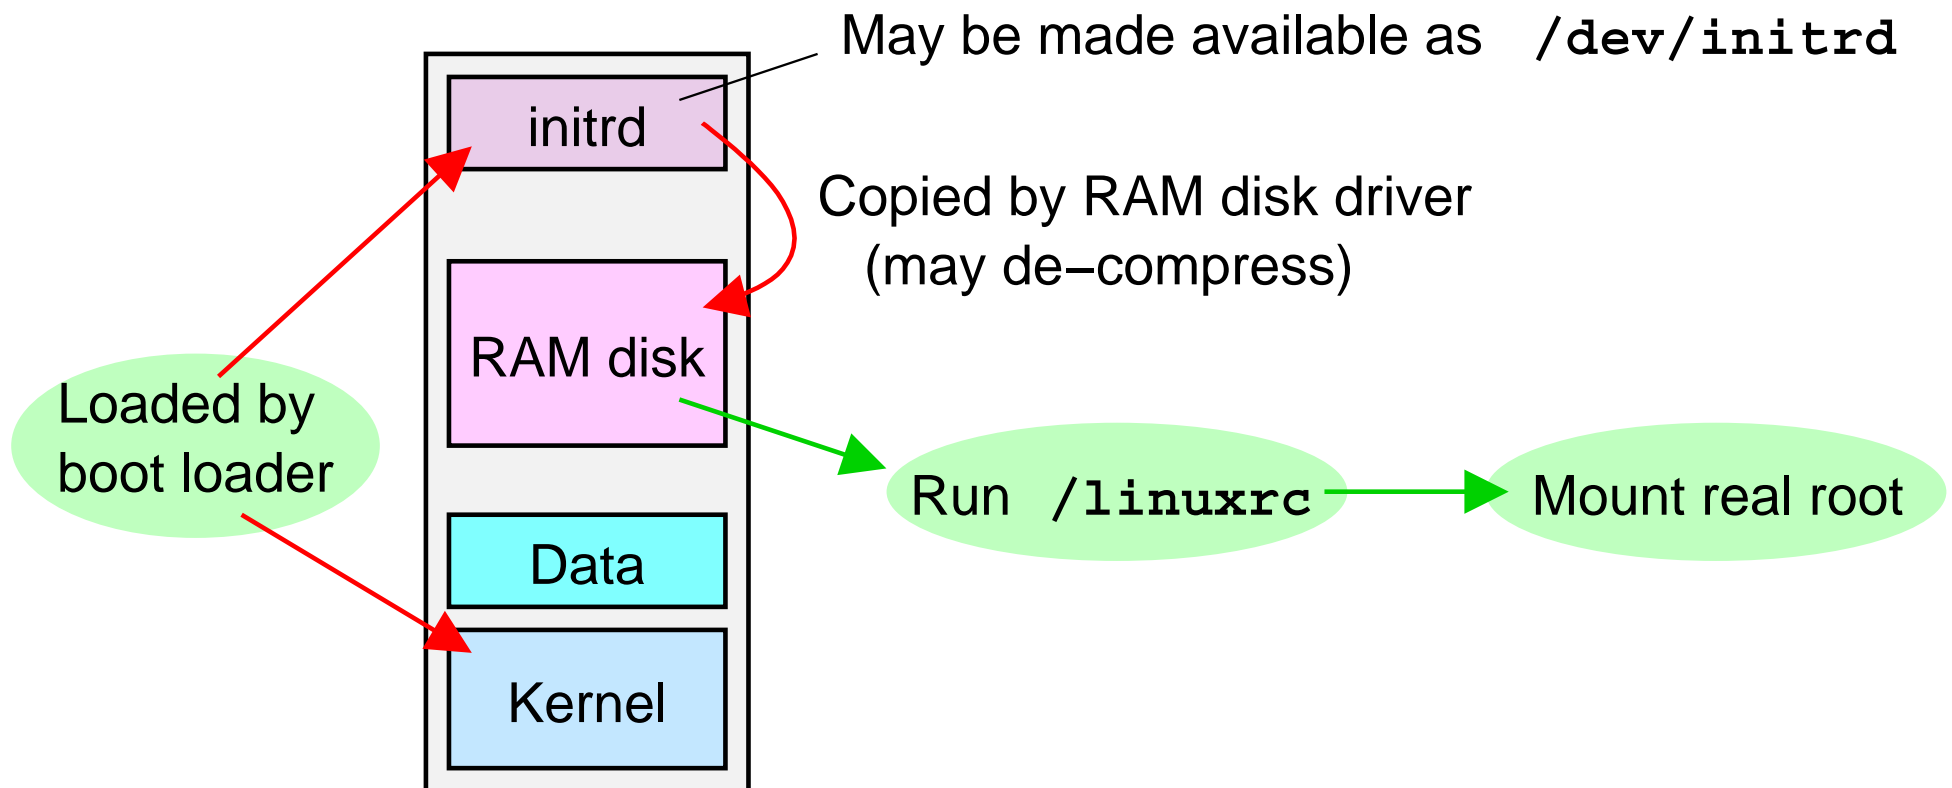 May be made available as /dev/initrd
initrd
Copied by RAM disk driver
(may de−compress)
RAM disk
Loaded by
boot loader
Run /linuxrc
Mount real root
Data
Kernel